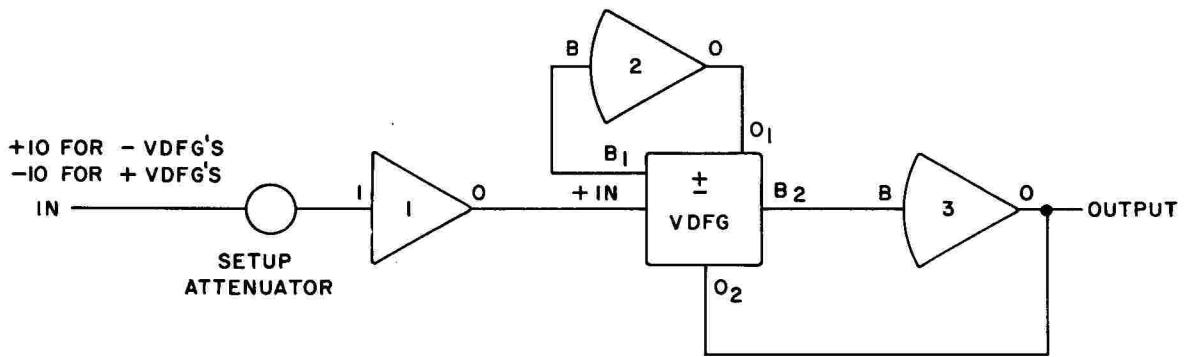 +10 FOR - VDFG'S
-10 FOR + VDFG'S
IN
SETUP
ATTENUATOR
I
1
O
+ IN
B
2
O
B1
O1
±
VDFG
B2
O2
B
3
O
OUTPUT